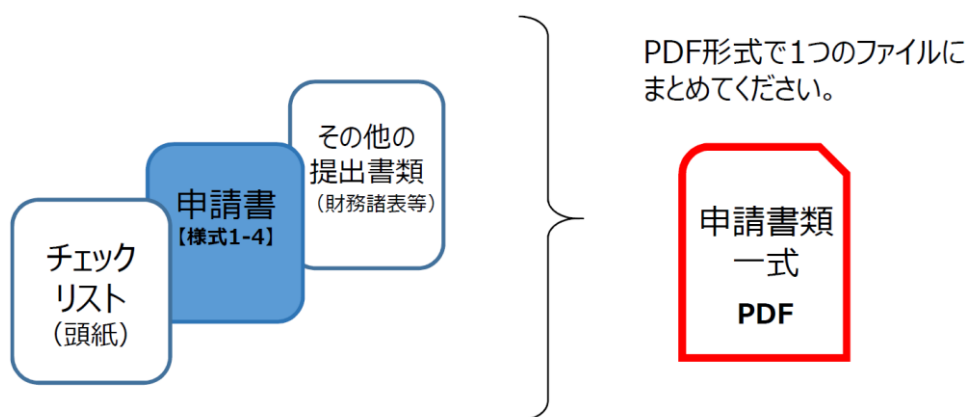 チェック
リスト
（頭紙）
申請書
【様式1-4】
その他の
提出書類
（財務諸表等）
PDF形式で1つのファイルに
まとめてください。
申請書類
一式
PDF